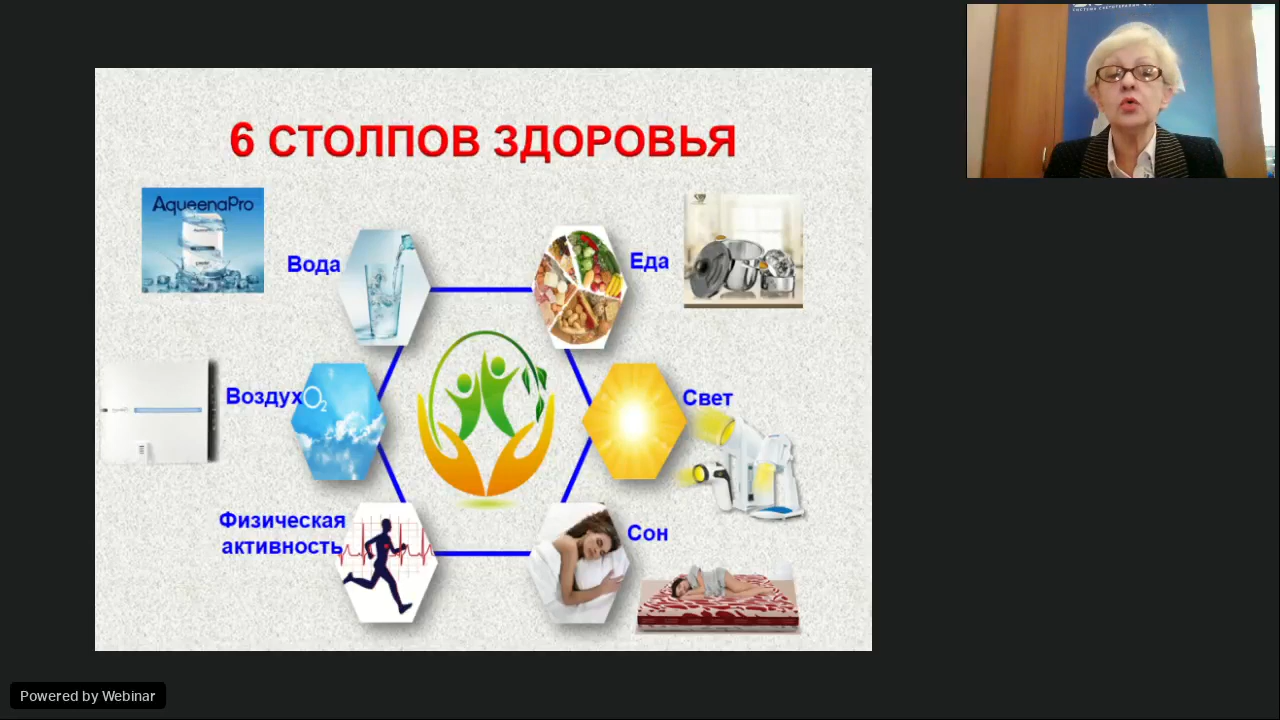 6 СТОЛПОВ ЗДОРОВЬЯ
AqueenaPro
Вода
Еда
Воздух
O2
Свет
Физическая
активность
Сон
Powered by Webinar